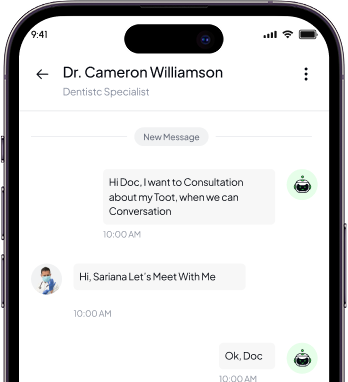 9:41
Dr. Cameron Williamson
Dentistc Specialist
New Message
Hi Doc, I want to Consultation
about my Toot, when we can
Conversation
10:00 AM
Hi, Sariana Let's Meet With Me
10:00 AM
Ok, Doc
10:00 AM